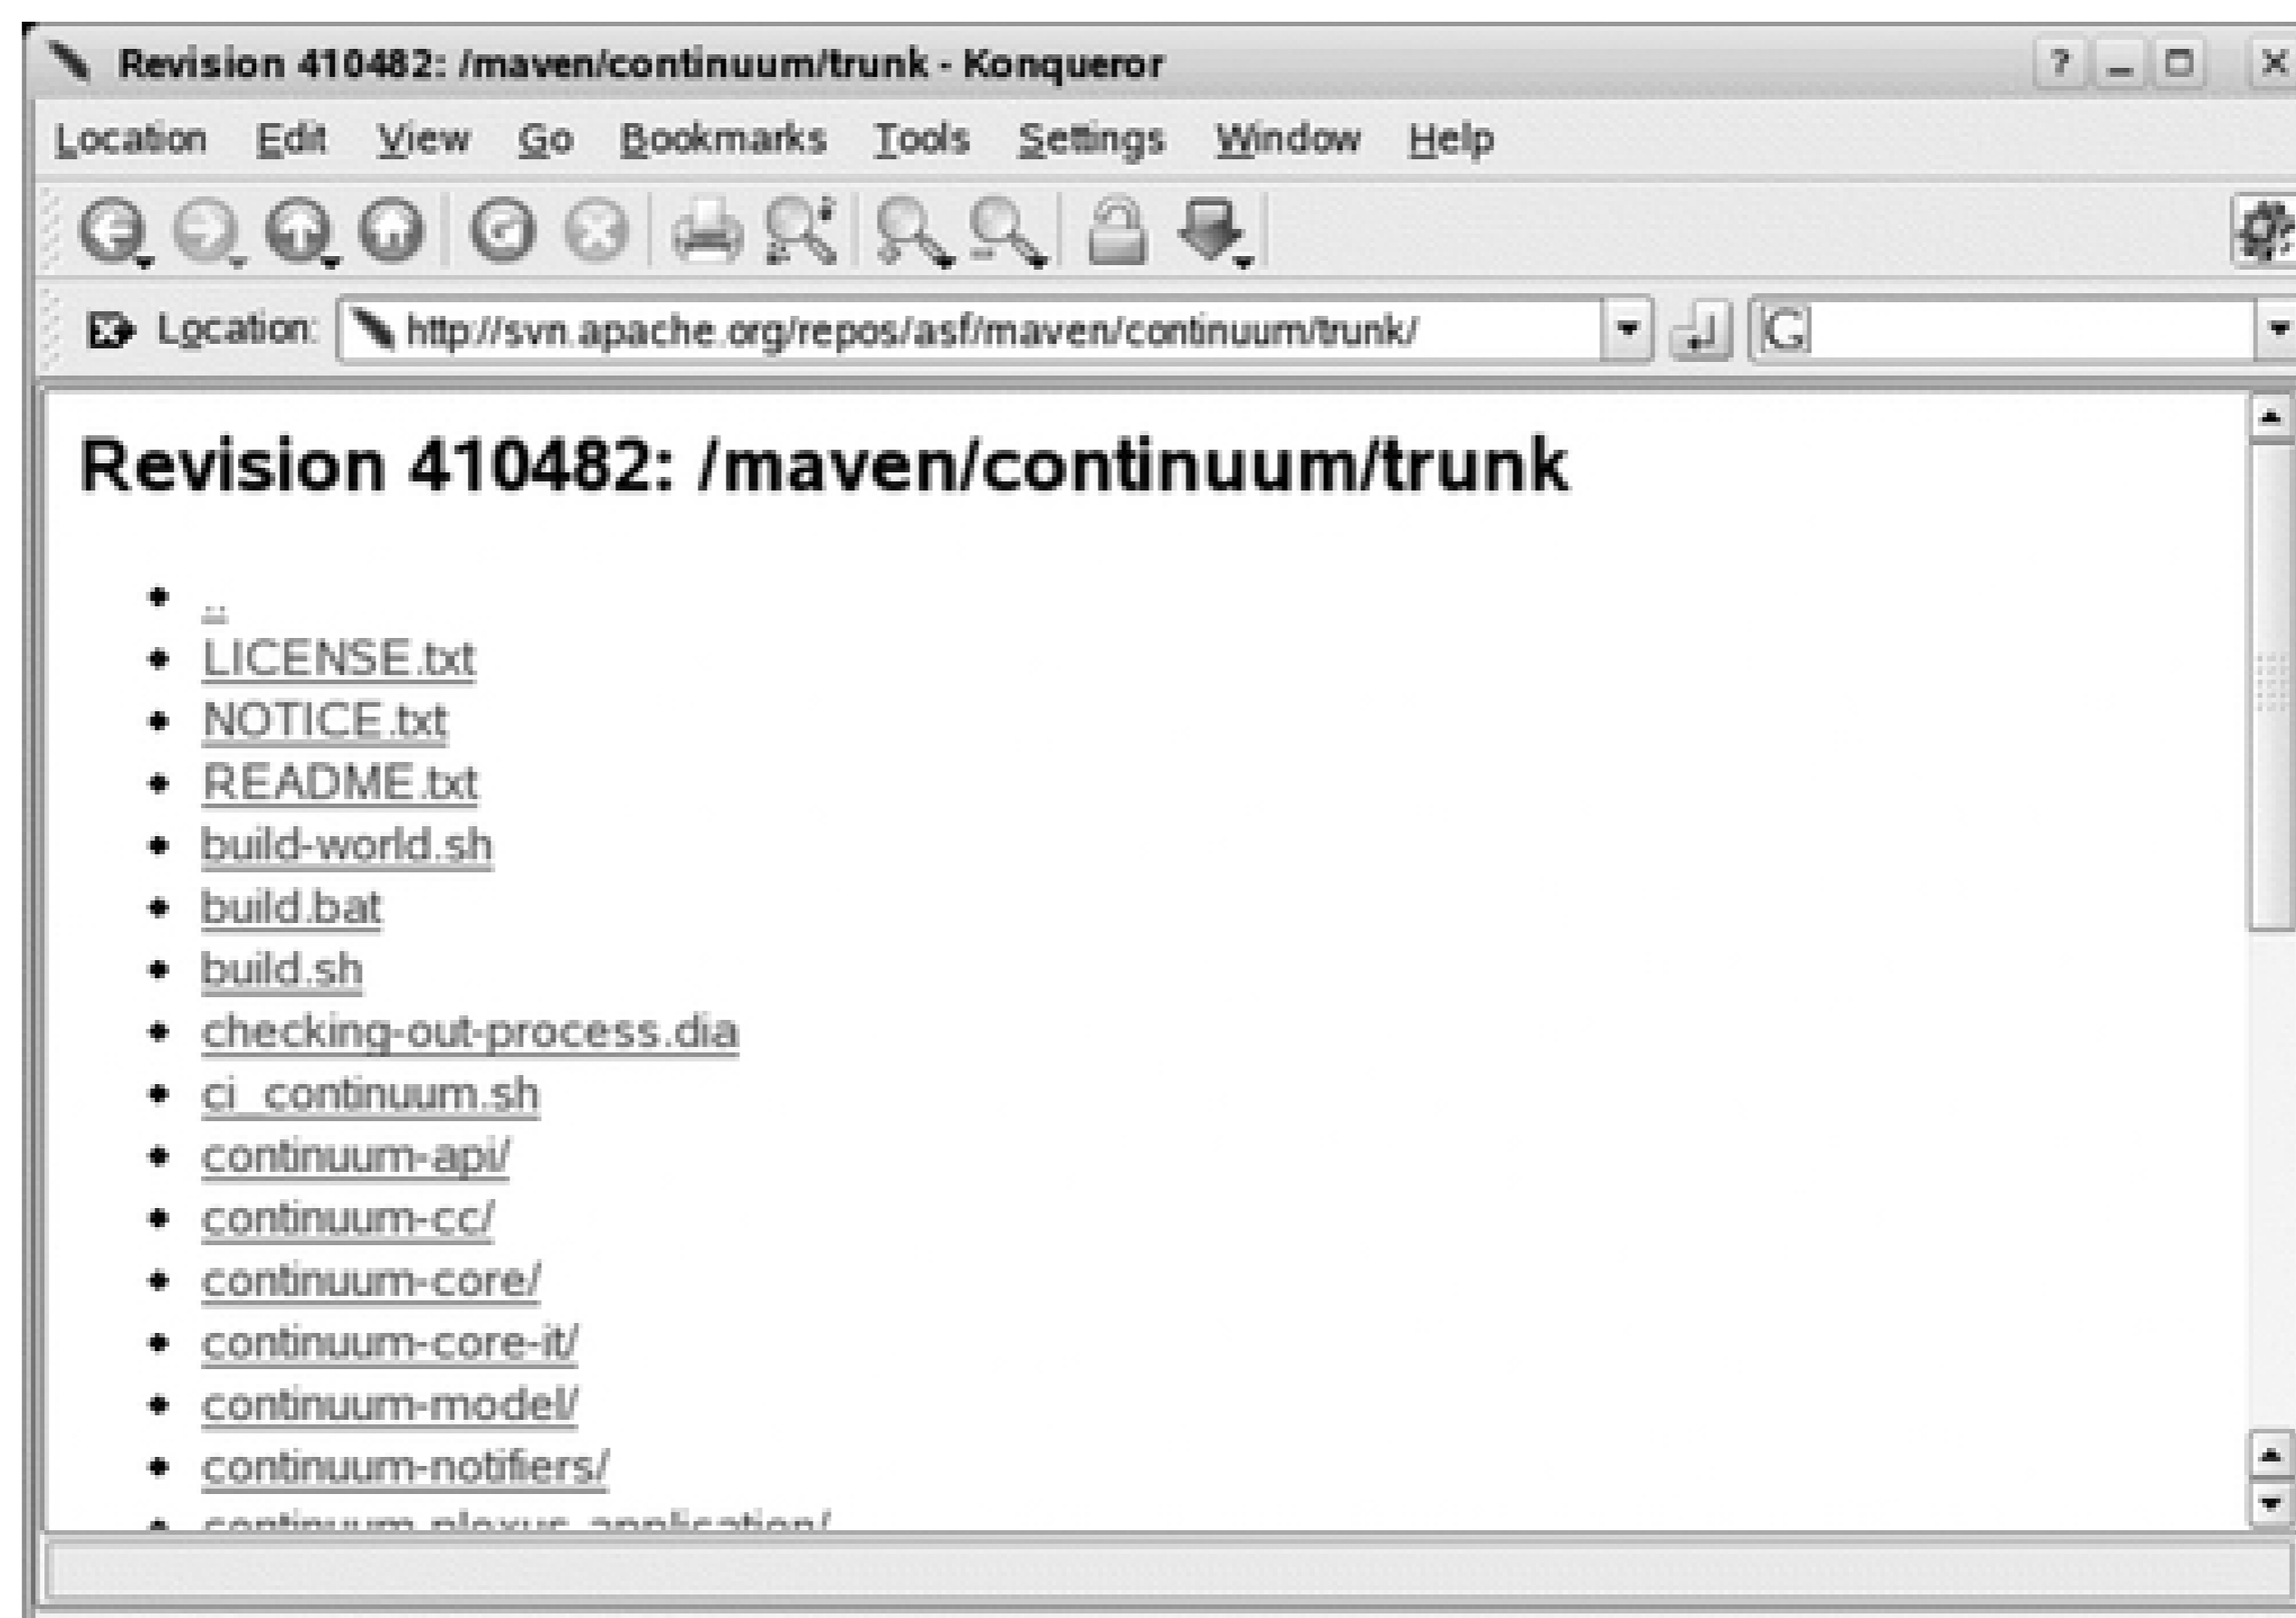 Revision 410482: /maven/continuum/trunk - Konqueror
Location Edit View Go Bookmarks Tools Settings Window Help
Location: http://svn.apache.org/repos/asf/maven/continuum/trunk/ G
Revision 410482: /maven/continuum/trunk
..
LICENSE.txt
NOTICE.txt
README.txt
build-world.sh
build.bat
build.sh
checking-out-process.dia
ci_continuum.sh
continuum-api/
continuum-cc/
continuum-core/
continuum-core-it/
continuum-model/
continuum-notifiers/
continuum-plexus-application/